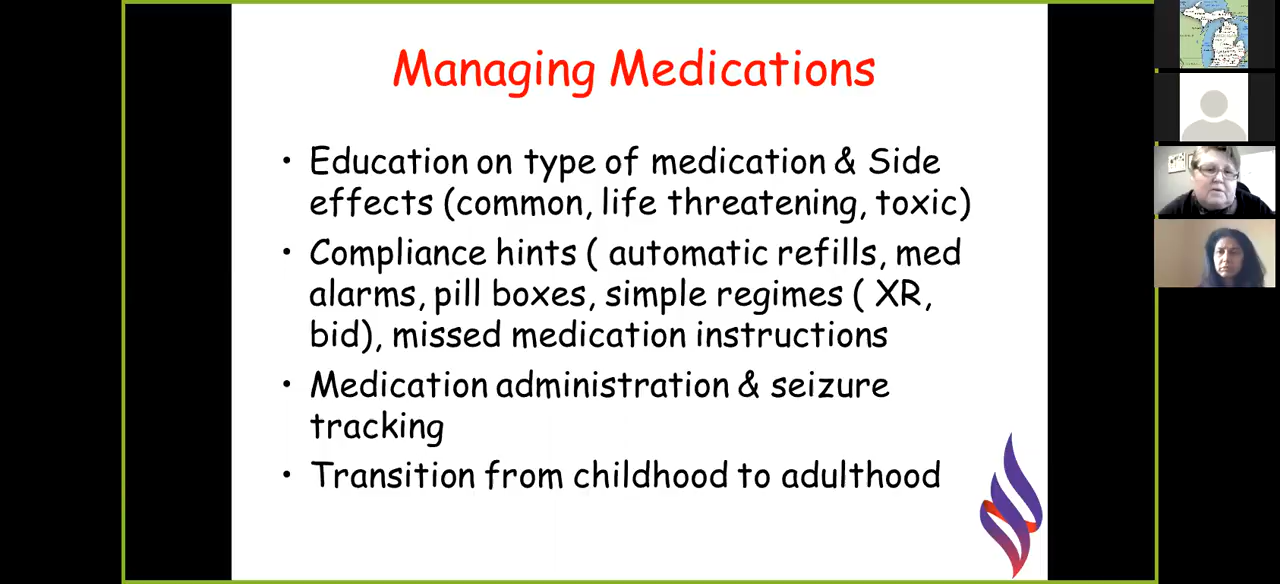 Managing Medications
• Education on type of medication & Side
effects (common, life threatening, toxic)
• Compliance hints ( automatic refills, med
alarms, pill boxes, simple regimes ( XR,
bid), missed medication instructions
• Medication administration & seizure
tracking
• Transition from childhood to adulthood